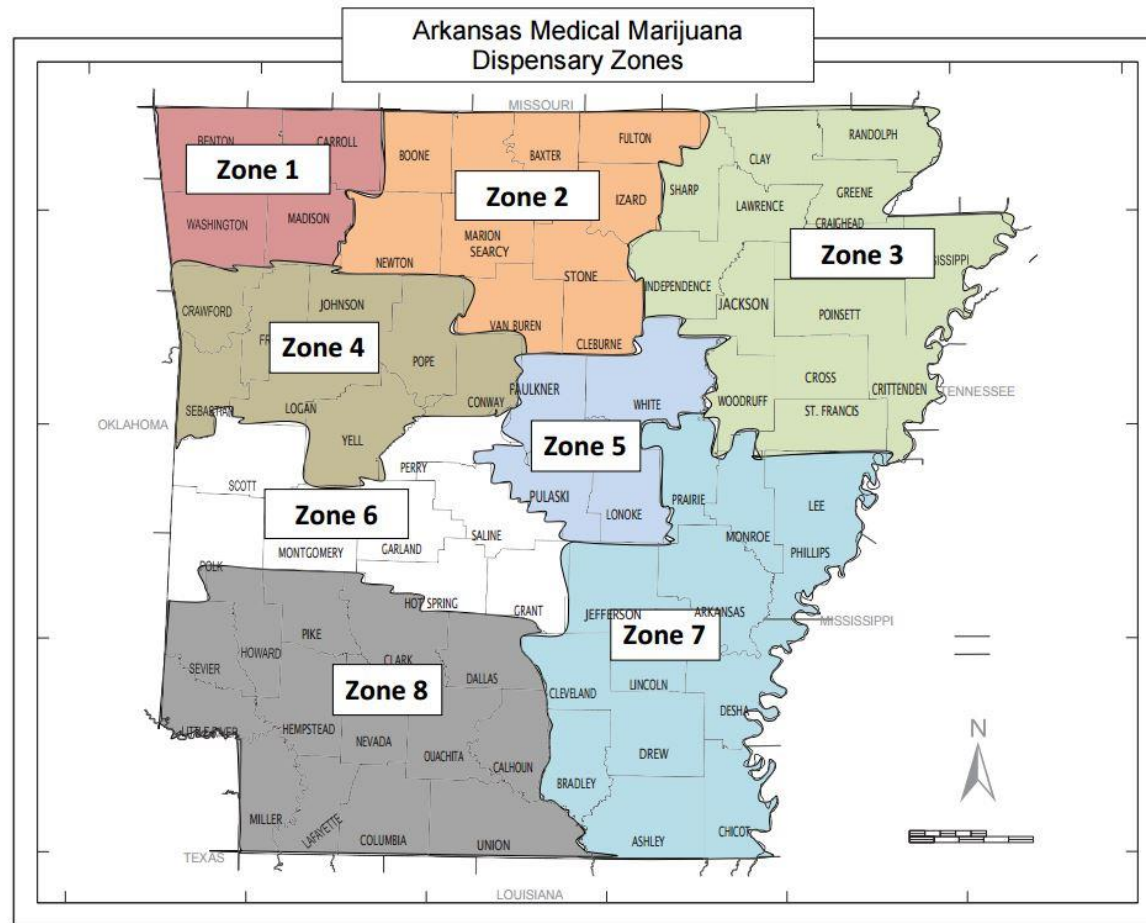 Arkansas Medical Marijuana
Dispensary Zones
MISSOURI
BENTON
CARROLL
Zone 1
WASHINGTON
MADISON
BOONE
BAXTER
FULTON
Zone 2
IZARD
MARION
SEARCY
NEWTON
STONE
VAN BUREN
CLEBURNE
RANDOLPH
CLAY
SHARP
GREENE
LAWRENCE
CRAIGHEAD
Zone 3
SISSIPPI
INDEPENDENCE
JACKSON
POINSETT
CROSS
CRITTENDEN
WOODRUFF
ST. FRANCIS
TENNESSEE
JOHNSON
CRAWFORD
FR
Zone 4
POPE
CONWAY
SEBASTIAN
LOGAN
YELL
OKLAHOMA
FAULKNER
WHITE
Zone 5
PULASKI
LONOKE
PERRY
SCOTT
Zone 6
SALINE
MONTGOMERY
GARLAND
POLK
HOT SPRING
GRANT
PRAIRIE
LEE
MONROE
PHILLIPS
JEFFERSON
ARKANSAS
MISSISSIPPI
Zone 7
CLEVELAND
LINCOLN
DESHA
DREW
BRADLEY
ASHLEY
CHICOT
PIKE
HOWARD
CLARK
SEVIER
DALLAS
Zone 8
LITTLE RIVER
HEMPSTEAD
NEVADA
OUACHITA
CALHOUN
MILLER
LAFAYETTE
COLUMBIA
UNION
TEXAS
LOUISIANA
N